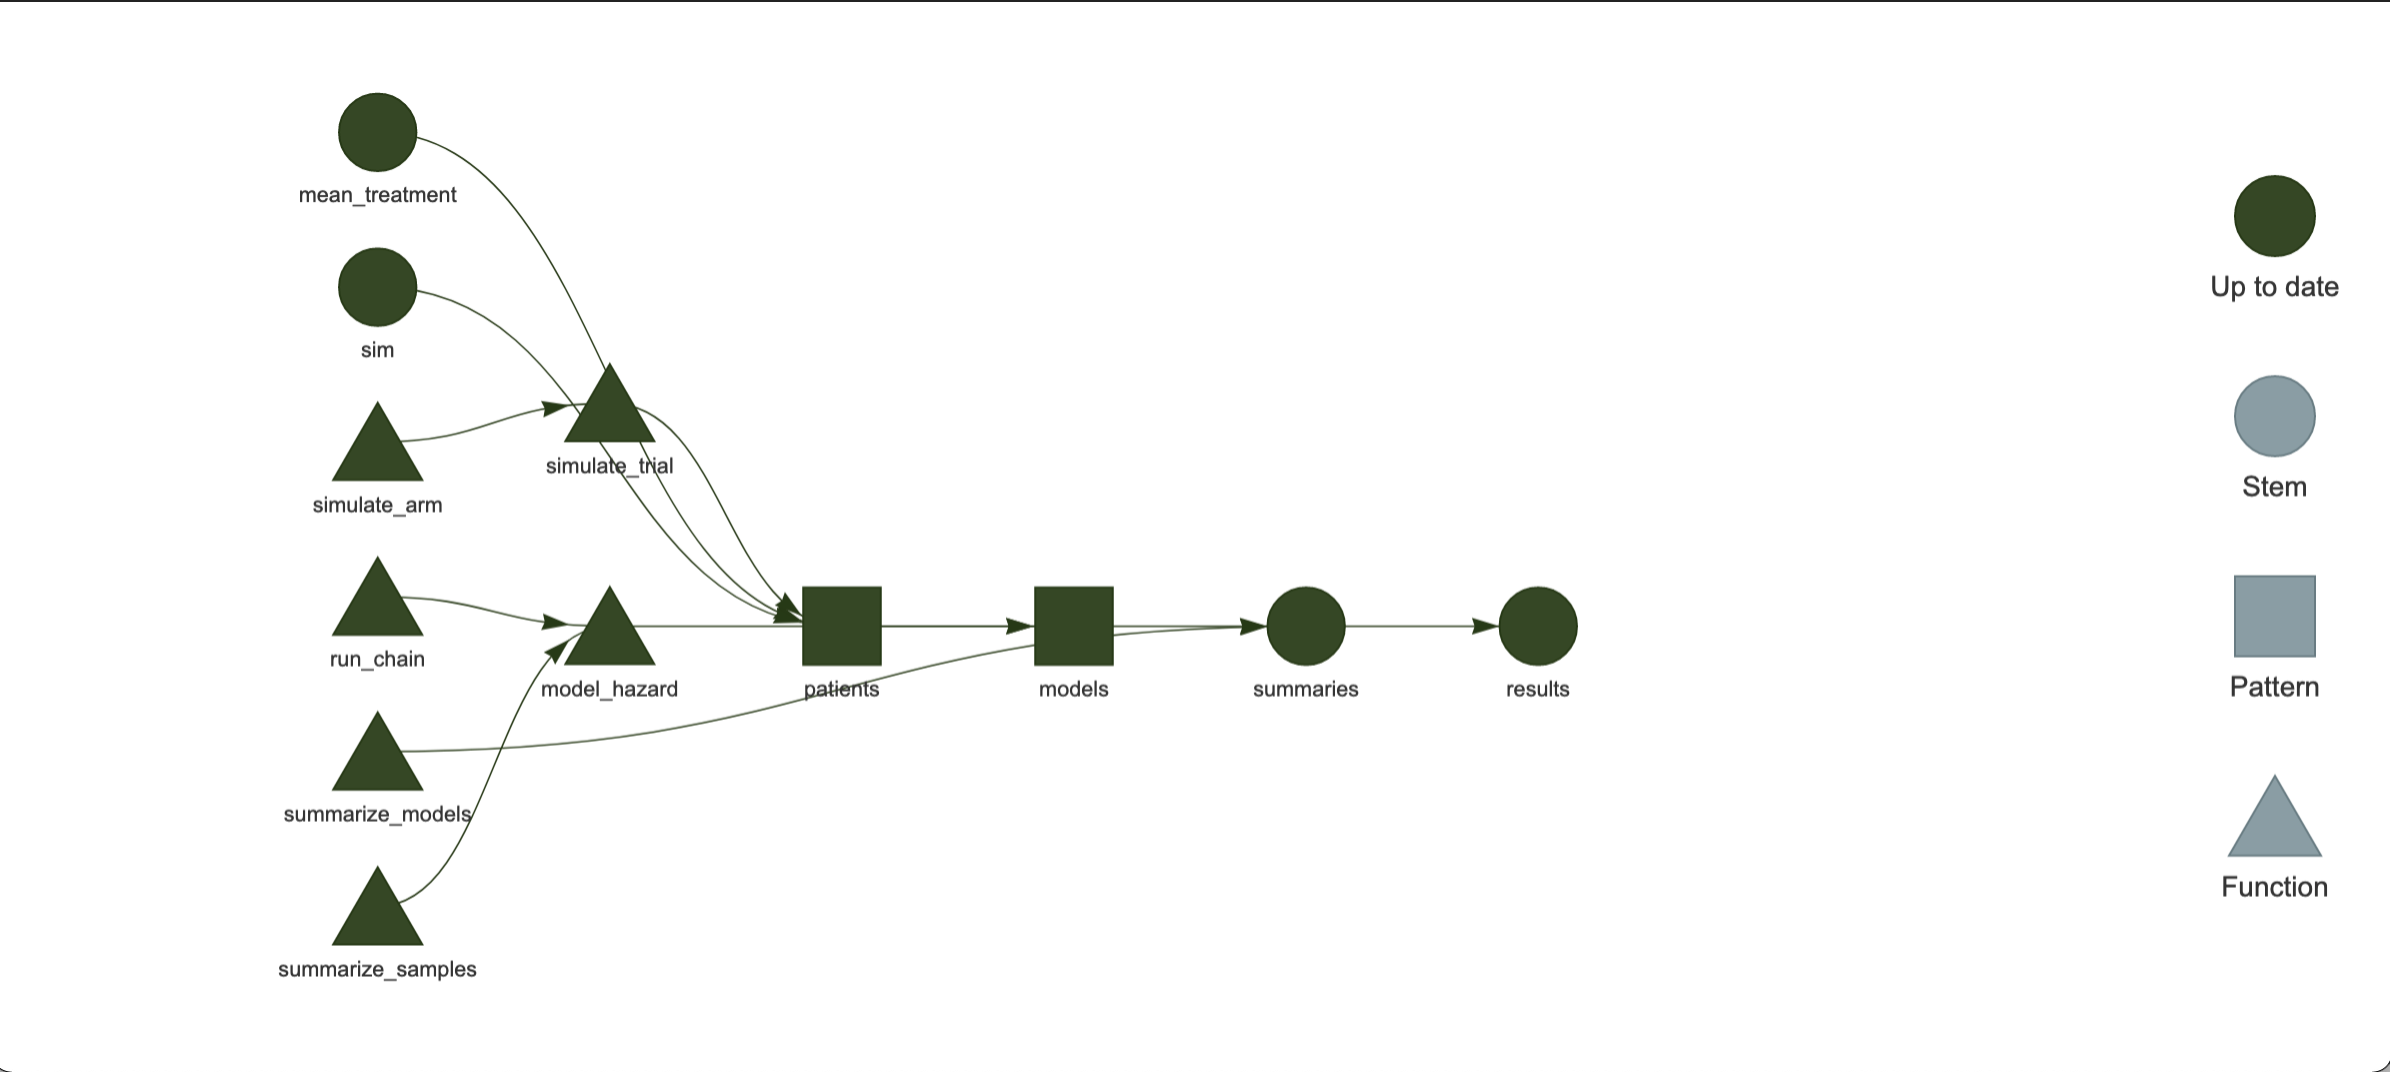 mean_treatment
sim
simulate_arm
simulate_trial
run_chain
model_hazard
patients
models
summaries
results
summarize_models
summarize_samples
Up to date
Stem
Pattern
Function